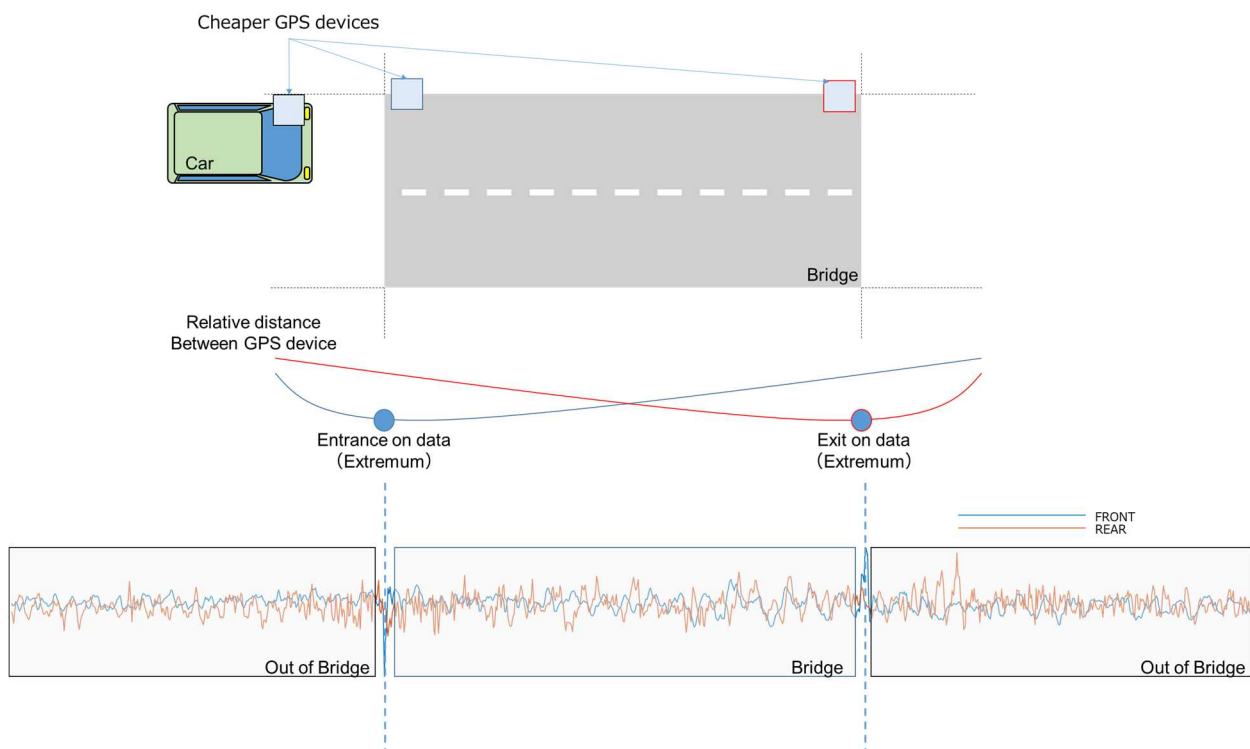 Cheaper GPS devices
Car
Bridge
Relative distance
Between GPS device
Entrance on data
（Extremum）
Exit on data
（Extremum）
FRONT
REAR
Out of Bridge
Bridge
Out of Bridge